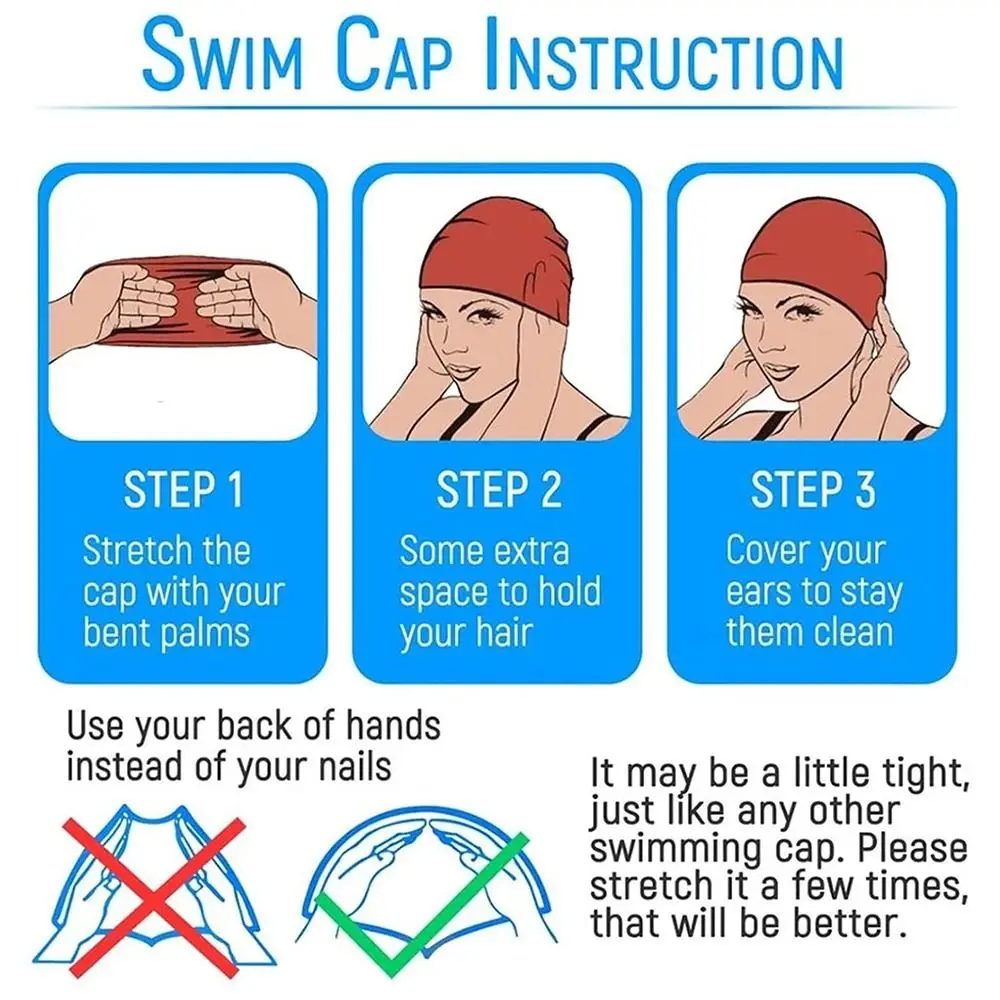 SWIM CAP INSTRUCTION
STEP 1
Stretch the
cap with your
bent palms
STEP 2
Some extra
space to hold
your hair
STEP 3
Cover your
ears to stay
them clean
Use your back of hands
instead of your nails
It may be a little tight,
just like any other
swimming cap. Please
stretch it a few times,
that will be better.